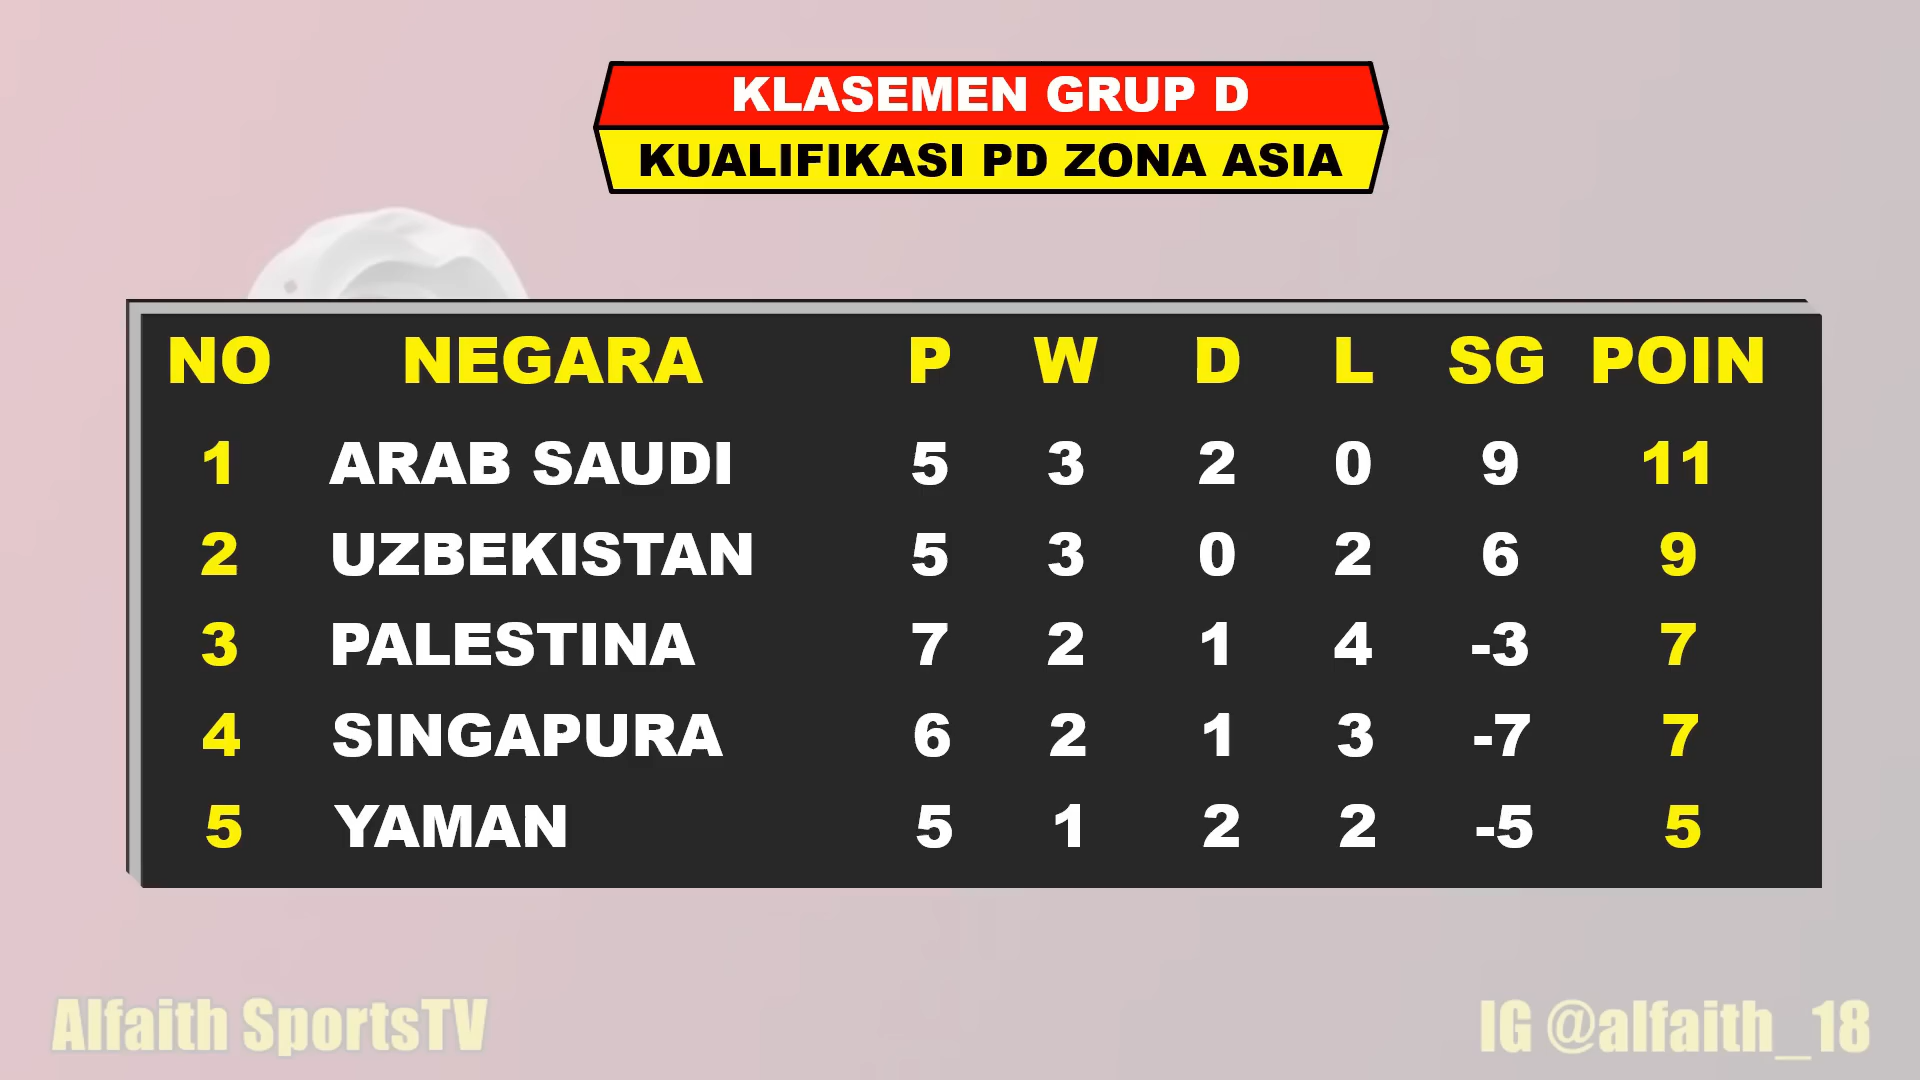 KLASEMEN GRUP D
KUALIFIKASI PD ZONA ASIA
NO NEGARA P W D L SG POIN
1 ARAB SAUDI 5 3 2 0 9 11
2 UZBEKISTAN 5 3 0 2 6 9
3 PALESTINA 7 2 1 4 -3 7
4 SINGAPURA 6 2 1 3 -7 7
5 YAMAN 5 1 2 2 -5 5
Alfaith SportsTV IG @alfaith_18